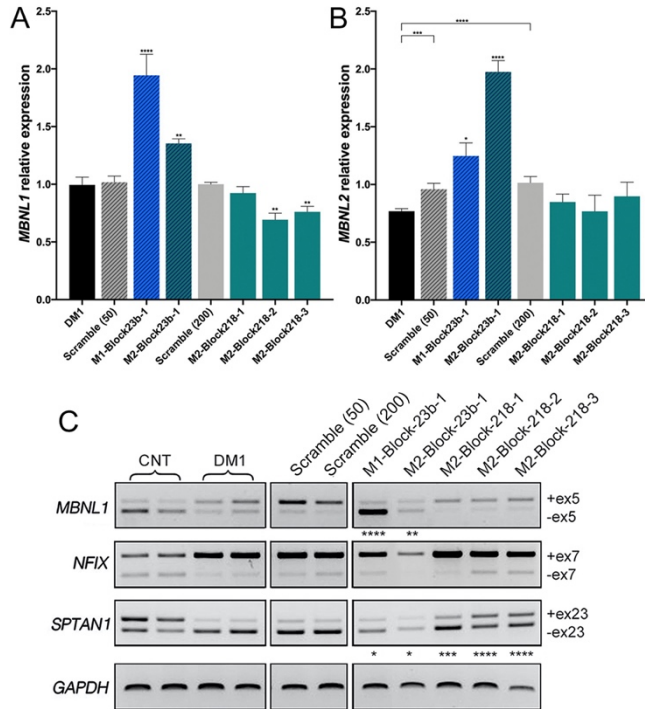 A
MBNL1 relative expression
2.5
2.0
1.5
1.0
0.5
0.0
****
**
**
**
DM1
Scramble (50)
M1-Block23b-1
M2-Block23b-1
Scramble (200)
M2-Block218-1
M2-Block218-2
M2-Block218-3
B
MBNL2 relative expression
2.5
2.0
1.5
1.0
0.5
0.0
****
***
*
****
DM1
Scramble (50)
M1-Block23b-1
M2-Block23b-1
Scramble (200)
M2-Block218-1
M2-Block218-2
M2-Block218-3
C
CNT
DM1
Scramble (50)
Scramble (200)
M1-Block-23b-1
M2-Block-23b-1
M2-Block-218-1
M2-Block-218-2
M2-Block-218-3
MBNL1
+ex5
-ex5
**** **
NFIX
+ex7
-ex7
SPTAN1
+ex23
-ex23
* * *** **** ****
GAPDH